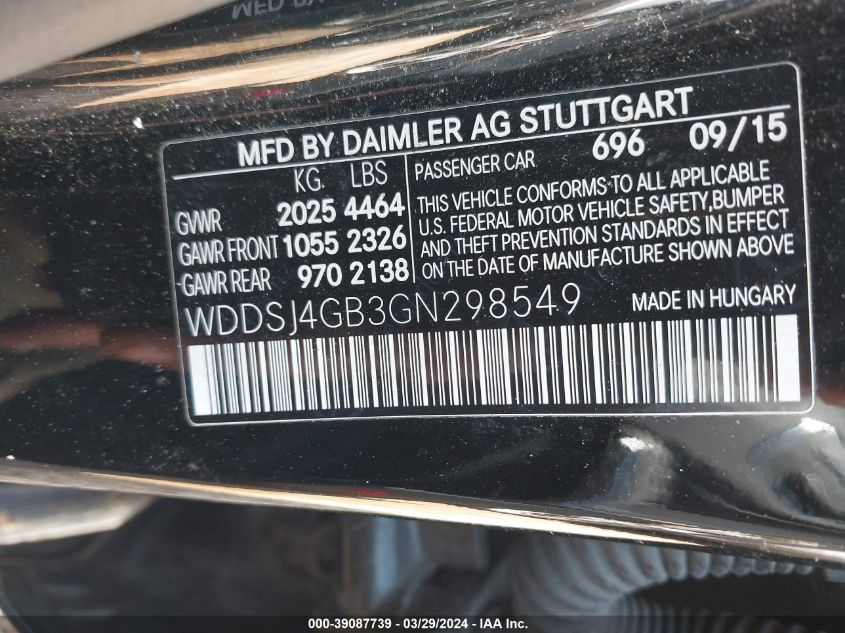 MFD BY DAIMLER AG STUTTGART
KG. LBS
GVWR 2025 4464
GAWR FRONT 1055 2326
GAWR REAR 970 2138
PASSENGER CAR 696 09/15
THIS VEHICLE CONFORMS TO ALL APPLICABLE
U.S. FEDERAL MOTOR VEHICLE SAFETY, BUMPER
AND THEFT PREVENTION STANDARDS IN EFFECT
ON THE DATE OF MANUFACTURE SHOWN ABOVE
WDDSJ4GB3GN298549 MADE IN HUNGARY
000-39087739 / 03/29/2024 - IAA Inc.